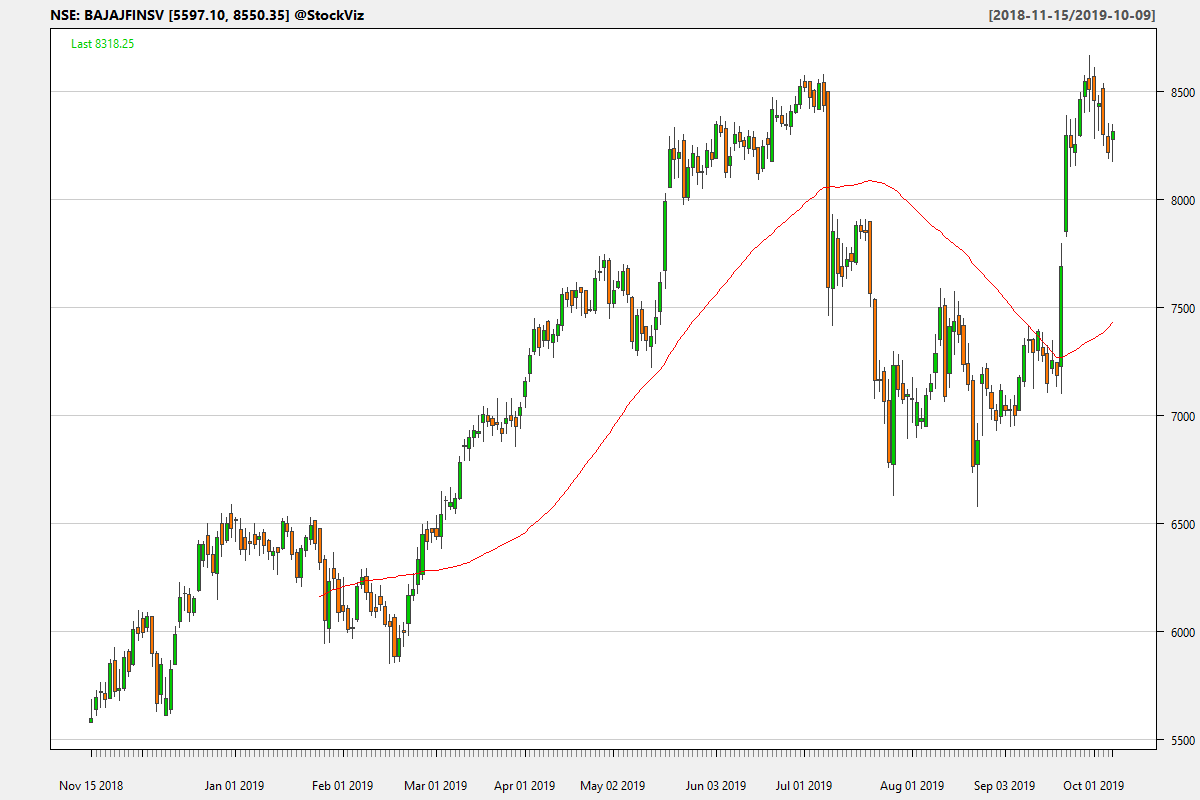 NSE: BAJAJFINSV [5597.10, 8550.35] @StockViz [2018-11-15/2019-10-09]
Last 8318.25
8500
8000
7500
7000
6500
6000
5500
Nov 15 2018 Jan 01 2019 Feb 01 2019 Mar 01 2019 Apr 01 2019 May 02 2019 Jun 03 2019 Jul 01 2019 Aug 01 2019 Sep 03 2019 Oct 01 2019